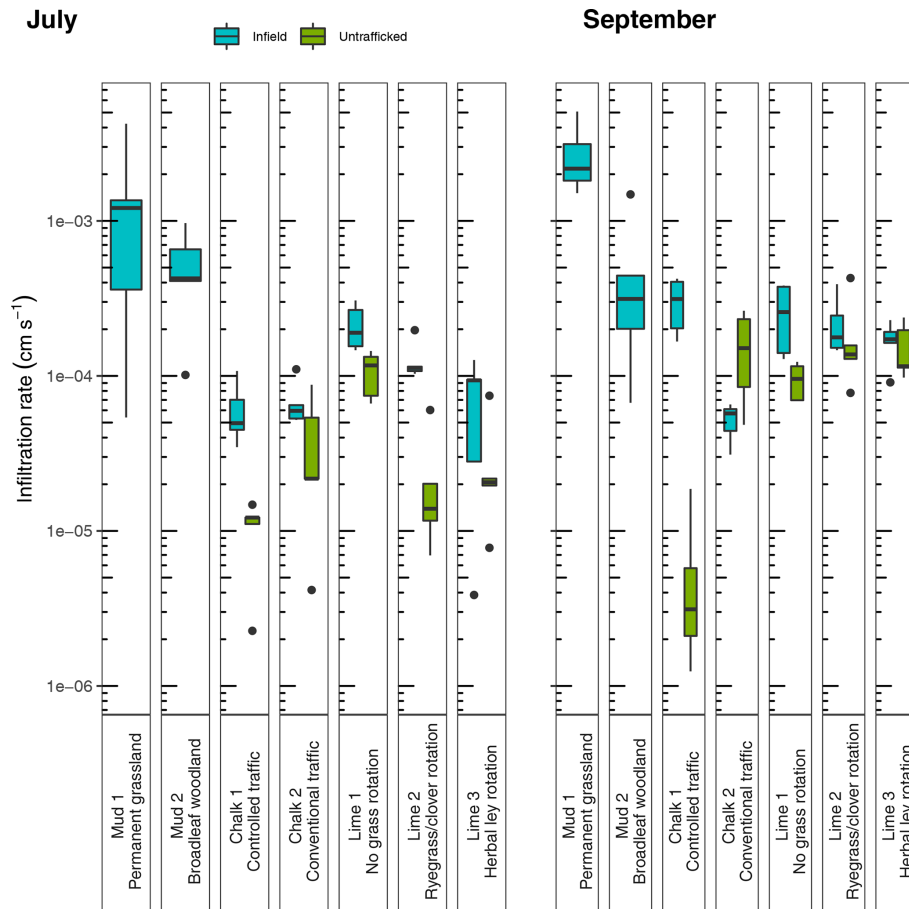 July
September
Infield
Untrafficked
Infiltration rate (cm s⁻¹)
1e−03
1e−04
1e−05
1e−06
Mud 1
Permanent grassland
Mud 2
Broadleaf woodland
Chalk 1
Controlled traffic
Chalk 2
Conventional traffic
Lime 1
No grass rotation
Lime 2
Ryegrass/clover rotation
Lime 3
Herbal ley rotation
Mud 1
Permanent grassland
Mud 2
Broadleaf woodland
Chalk 1
Controlled traffic
Chalk 2
Conventional traffic
Lime 1
No grass rotation
Lime 2
Ryegrass/clover rotation
Lime 3
Herbal ley rotation